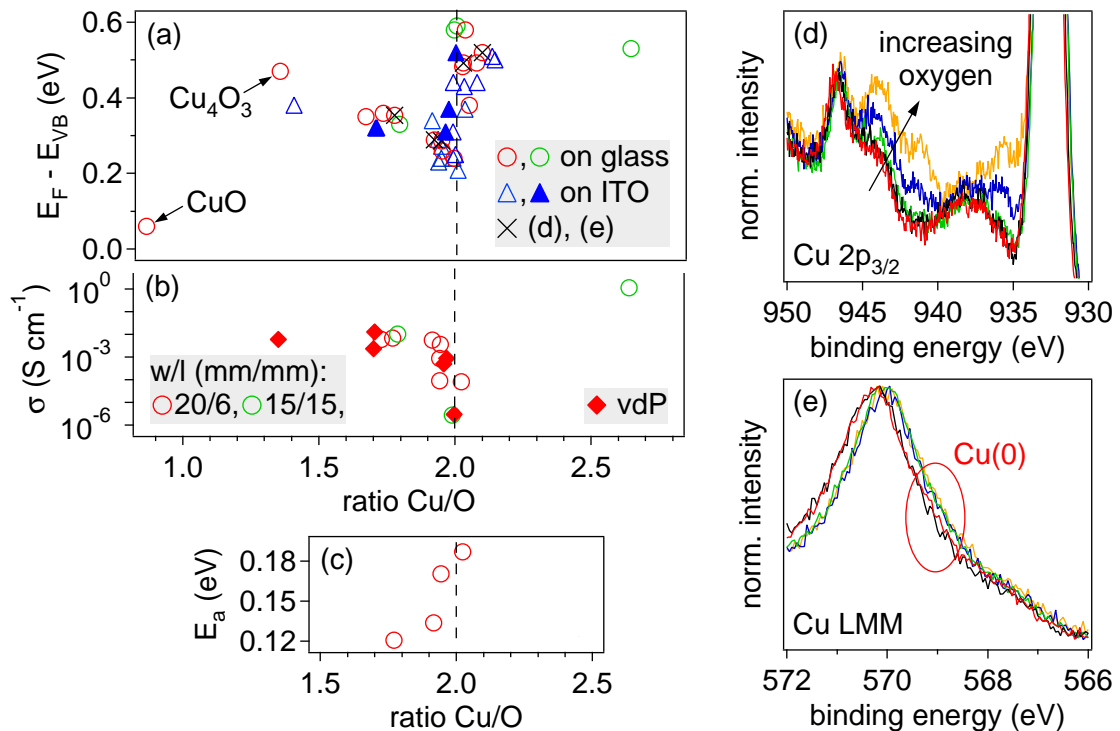 (a)
E_F - E_VB (eV)
0.6
0.4
0.2
0.0
Cu₄O₃
CuO
, on glass
, on ITO
(d), (e)
(b)
σ (S cm⁻¹)
10⁰
10⁻³
10⁻⁶
w/l (mm/mm):
20/6, 15/15,
vdP
1.0 1.5 2.0 2.5
ratio Cu/O
(c)
E_a (eV)
0.18
0.15
0.12
1.5 2.0 2.5
ratio Cu/O
(d)
increasing
oxygen
norm. intensity
Cu 2p₃/₂
950 945 940 935 930
binding energy (eV)
(e)
Cu(0)
norm. intensity
Cu LMM
572 570 568 566
binding energy (eV)